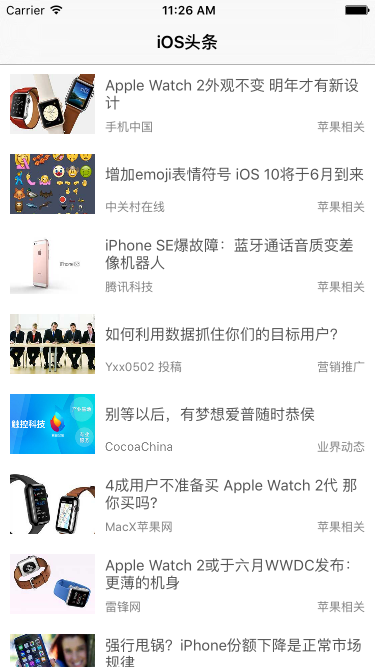 Carrier 11:26 AM
iOS头条
Apple Watch 2外观不变 明年才有新设
计
手机中国 苹果相关
增加emoji表情符号 iOS 10将于6月到来
中关村在线 苹果相关
iPhone SE爆故障：蓝牙通话音质变差
像机器人
iPhone SE
腾讯科技 苹果相关
如何利用数据抓住你们的目标用户?
Yxx0502 投稿 营销推广
别等以后，有梦想爱普随时恭侯
触控科技
CocoaChina 业界动态
4成用户不准备买 Apple Watch 2代 那
你买吗?
MacX苹果网 苹果相关
Apple Watch 2或于六月WWDC发布：
更薄的机身
雷锋网 苹果相关
强行甩锅? iPhone份额下降是正常市场
规律